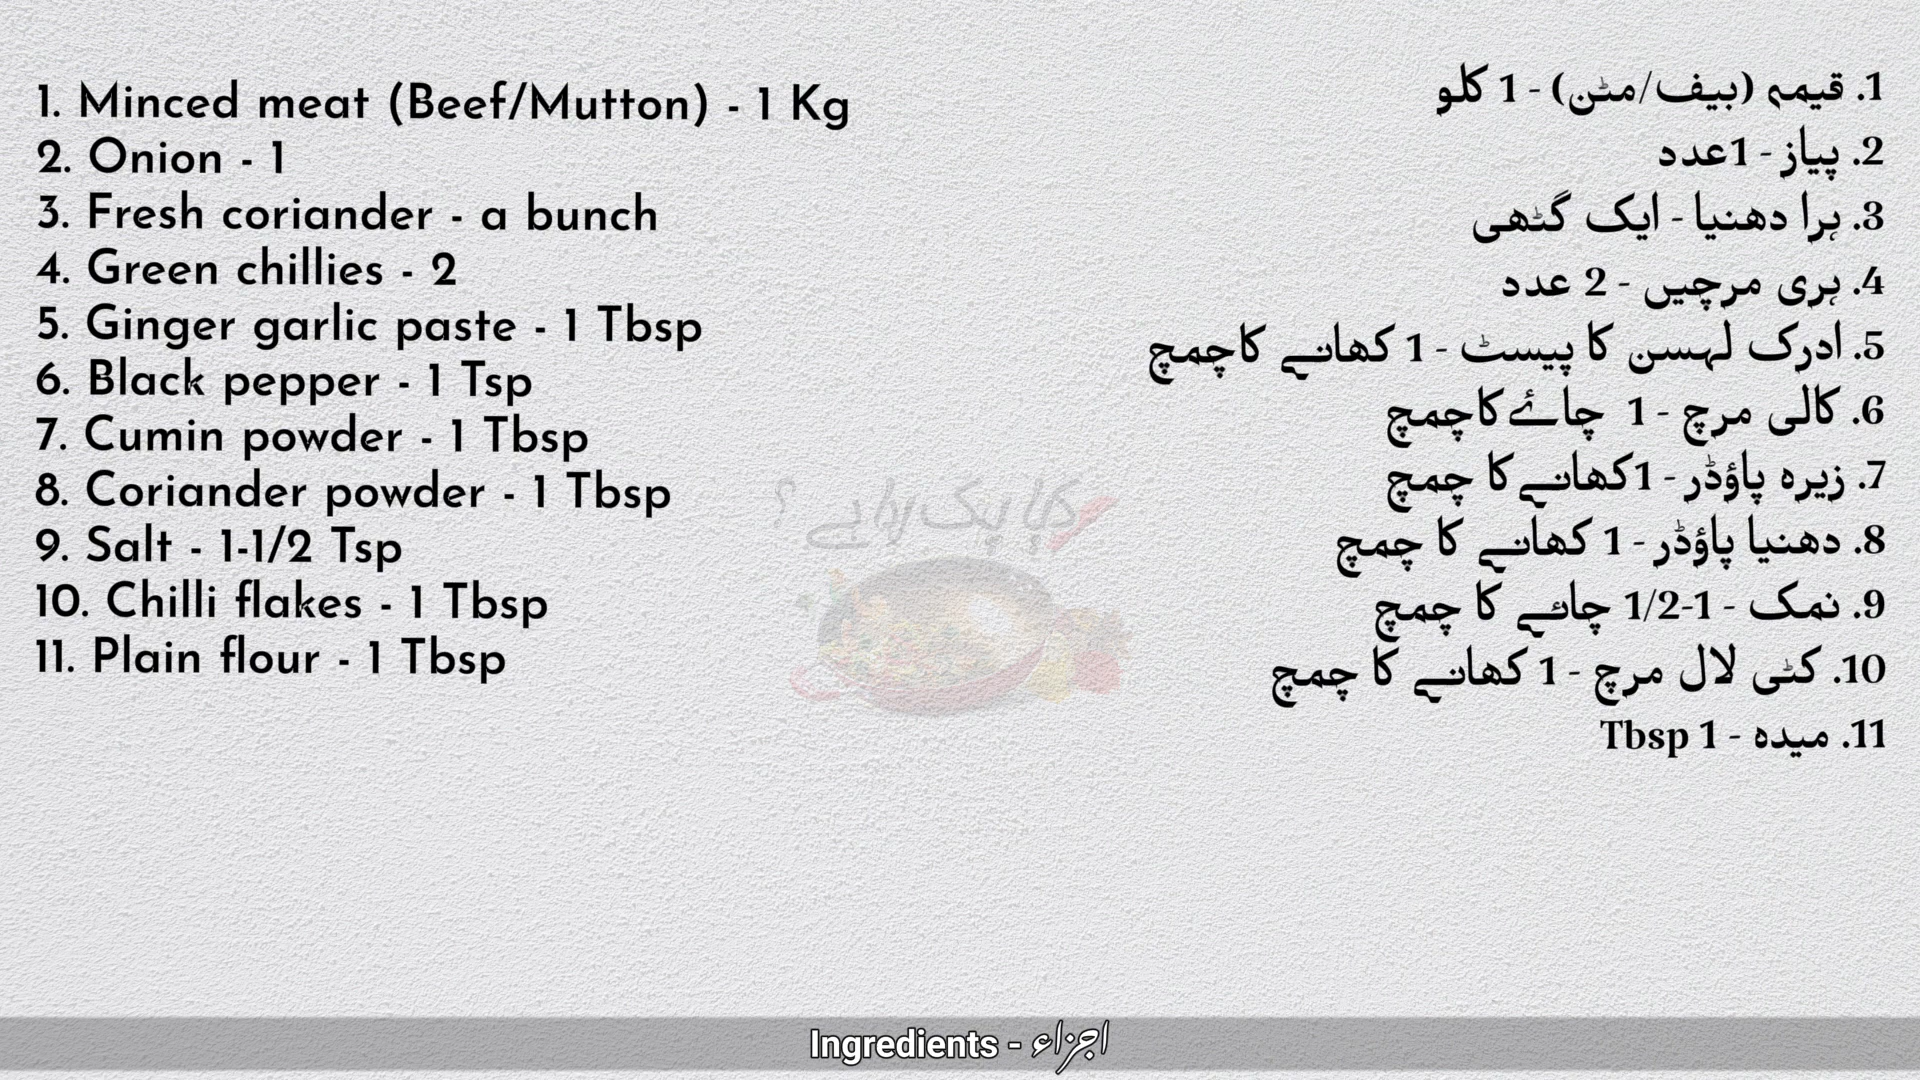 1. Minced meat (Beef/Mutton) - 1 Kg
2. Onion - 1
3. Fresh coriander - a bunch
4. Green chillies - 2
5. Ginger garlic paste - 1 Tbsp
6. Black pepper - 1 Tsp
7. Cumin powder - 1 Tbsp
8. Coriander powder - 1 Tbsp
9. Salt - 1-1/2 Tsp
10. Chilli flakes - 1 Tbsp
11. Plain flour - 1 Tbsp
1. قیمہ (بیف/مٹن) - 1 کلو
2. پیاز - 1عدد
3. ہرا دھنیا - ایک گٹھی
4. ہری مرچیں - 2 عدد
5. ادرک لہسن کا پیسٹ - 1 کھانے کاچمچ
6. کالی مرچ - 1 چائےکاچمچ
7. زیرہ پاؤڈر - 1کھانےکا چمچ
8. دھنیا پاؤڈر - 1 کھانے کا چمچ
9. نمک - 1-1/2 چائے کا چمچ
10. کٹی لال مرچ - 1 کھانے کا چمچ
11. میدہ - 1 Tbsp
کیا پک رہا ہے ؟
Ingredients - اجزاء